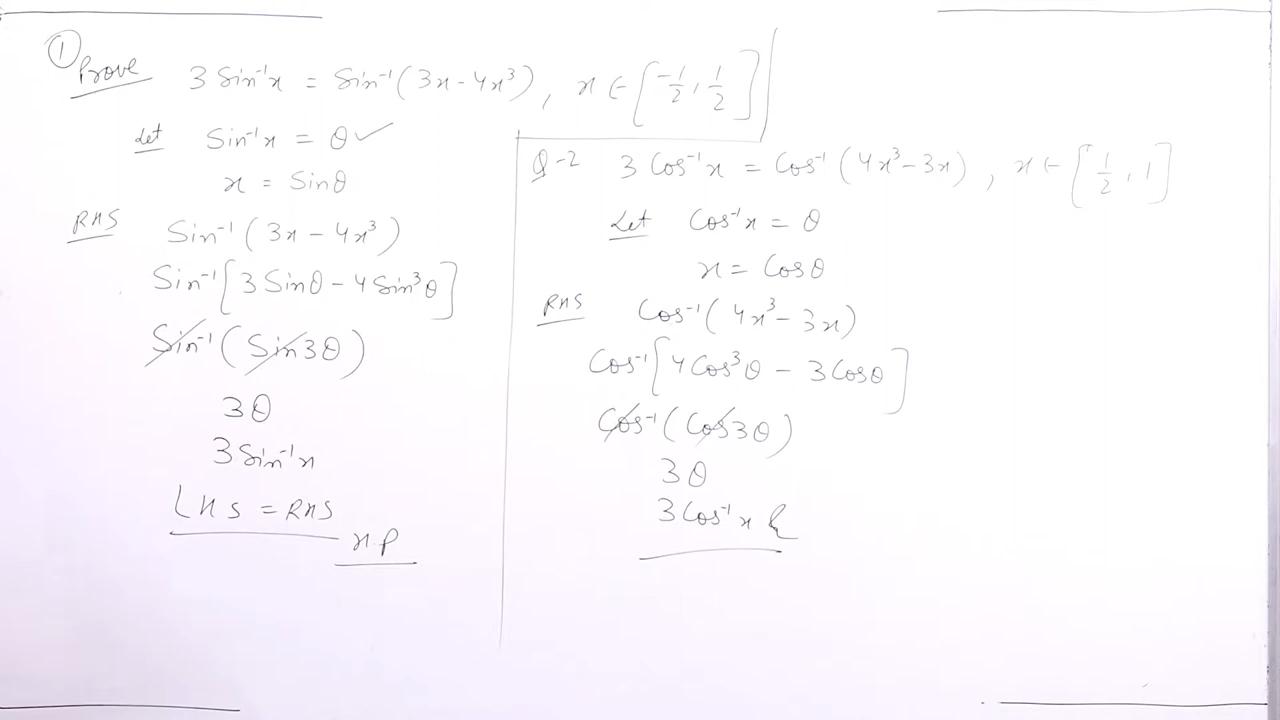 ① Prove 3 Sin⁻¹x = Sin⁻¹(3x - 4x³), x ∈ [-1/2, 1/2]
Let Sin⁻¹x = θ ✓
x = Sinθ
RHS Sin⁻¹(3x - 4x³)
Sin⁻¹[3 Sinθ - 4 Sin³θ]
Sin⁻¹(Sin3θ)
3θ
3 Sin⁻¹x
LHS = RHS
H.P
Q-2 3 Cos⁻¹x = Cos⁻¹(4x³ - 3x), x ∈ [1/2, 1]
Let Cos⁻¹x = θ
x = Cosθ
RHS Cos⁻¹(4x³ - 3x)
Cos⁻¹[4 Cos³θ - 3 Cosθ]
Cos⁻¹(Cos3θ)
3θ
3 Cos⁻¹x